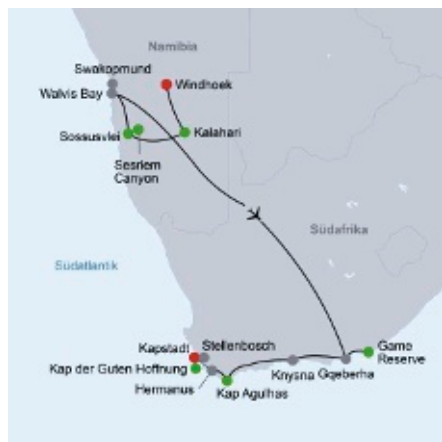 Namibia
Swakopmund
Windhoek
Walvis Bay
Sossusvlei
Kalahari
Sesriem
Canyon
Südafrika
Südatlantik
Kapstadt
Stellenbosch
Game
Reserve
Kap der Guten Hoffnung
Knysna
Gqeberha
Hermanus
Kap Agulhas